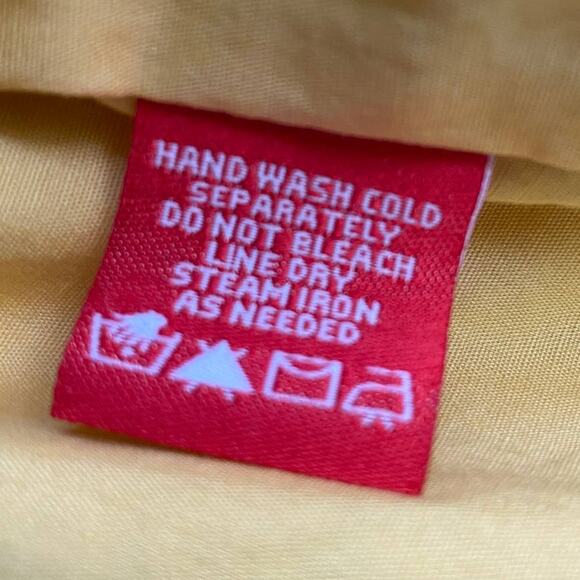 HAND WASH COLD
SEPARATELY
DO NOT BLEACH
LINE DRY
STEAM IRON
AS NEEDED